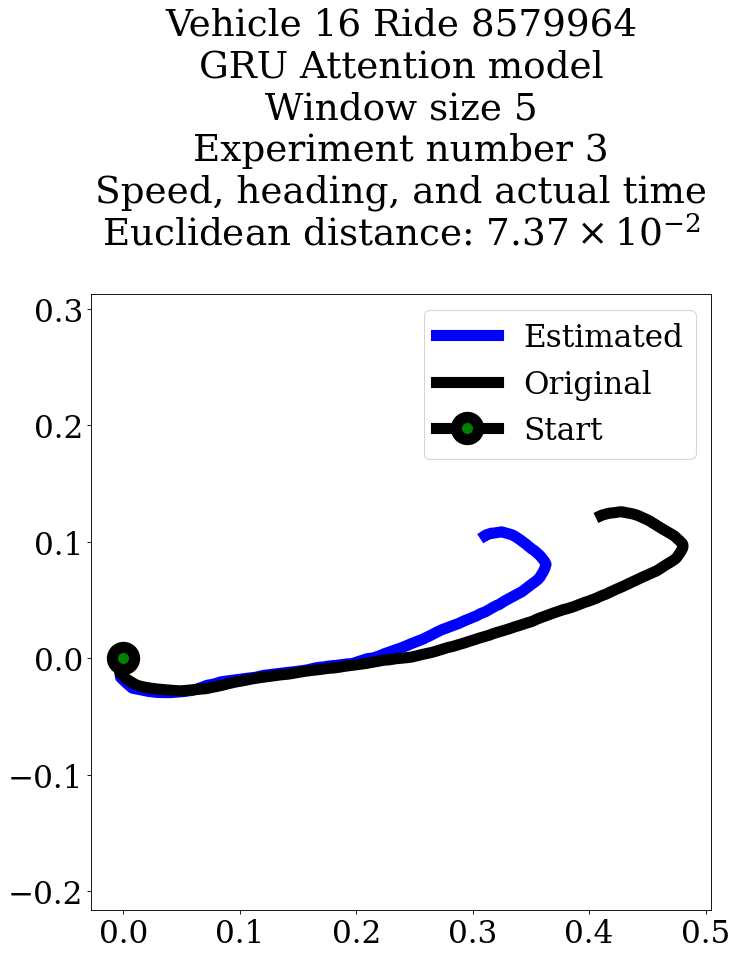 Vehicle 16 Ride 8579964
GRU Attention model
Window size 5
Experiment number 3
Speed, heading, and actual time
Euclidean distance: 7.37 × 10⁻²
0.3
Estimated
Original
Start
0.2
0.1
0.0
−0.1
−0.2
0.0 0.1 0.2 0.3 0.4 0.5